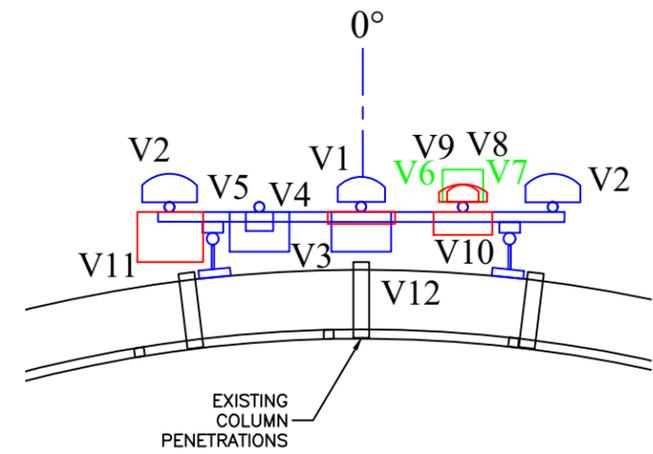 0°
V9 V8
V2 V1 V6 V7
V5 V4 V2
V3 V10
V11
V12
EXISTING
COLUMN
PENETRATIONS